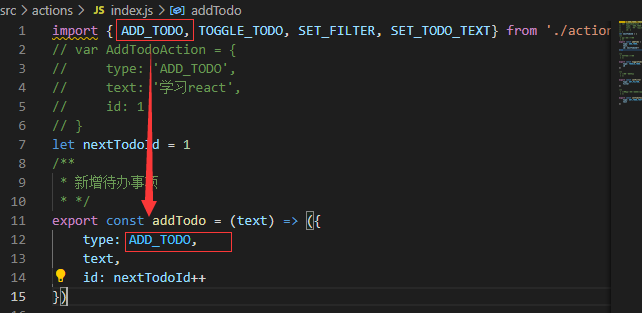 src > actions > JS index.js > addTodo
1 import { ADD_TODO, TOGGLE_TODO, SET_FILTER, SET_TODO_TEXT} from './action
2 // var AddTodoAction = {
3 //     type: 'ADD_TODO',
4 //     text: '学习react',
5 //     id: 1
6 // }
7 let nextTodoId = 1
8 /**
9  * 新增待办事项
10  * */
11 export const addTodo = (text) => ({
12     type: ADD_TODO,
13     text,
14     id: nextTodoId++
15 })